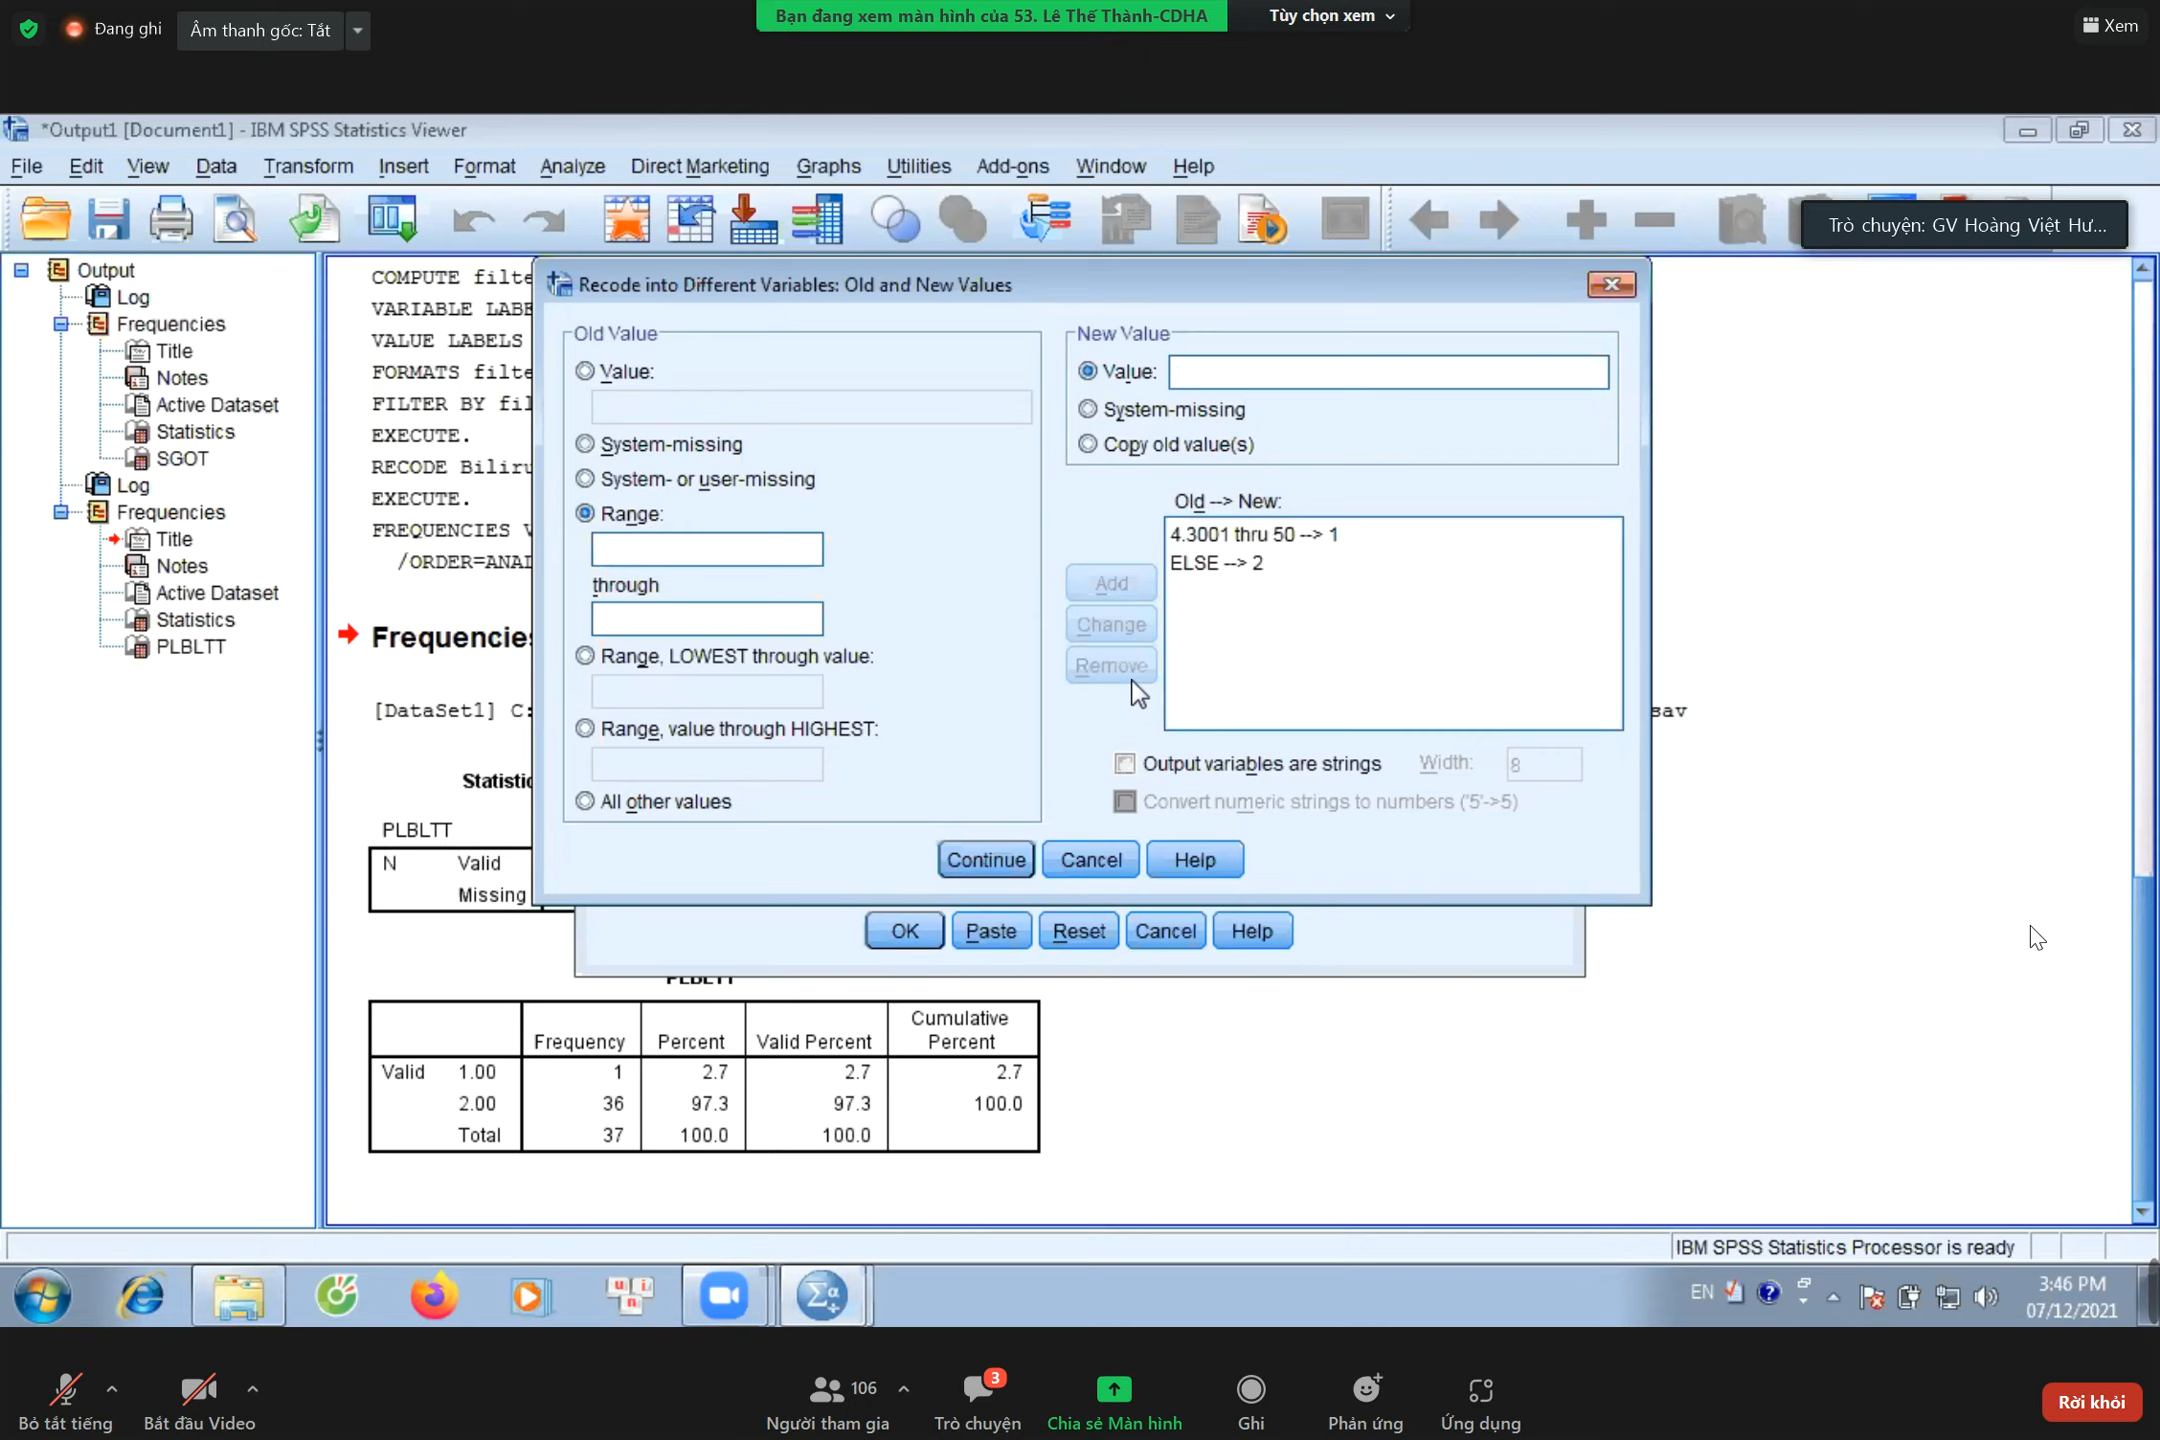 Đang ghi
Âm thanh gốc: Tắt
Bạn đang xem màn hình của 53. Lê Thế Thành-CDHA
Tùy chọn xem
Xem
*Output1 [Document1] - IBM SPSS Statistics Viewer
File Edit View Data Transform Insert Format Analyze Direct Marketing Graphs Utilities Add-ons Window Help
Trò chuyện: GV Hoàng Việt Hư...
Output
Log
Frequencies
Title
Notes
Active Dataset
Statistics
SGOT
Log
Frequencies
Title
Notes
Active Dataset
Statistics
PLBLTT
COMPUTE filte
VARIABLE LABE
VALUE LABELS
FORMATS filte
FILTER BY fil
EXECUTE.
RECODE Biliru
EXECUTE.
FREQUENCIES V
/ORDER=ANAL
Frequencies
[DataSet1] C:
sav
Statistic
PLBLTT
N Valid
Missing
Recode into Different Variables: Old and New Values
Old Value
Value:
System-missing
System- or user-missing
Range:
through
Range, LOWEST through value:
Range, value through HIGHEST:
All other values
New Value
Value:
System-missing
Copy old value(s)
Old --> New:
4.3001 thru 50 --> 1
ELSE --> 2
Add
Change
Remove
Output variables are strings Width: 8
Convert numeric strings to numbers ('5'->5)
Continue Cancel Help
OK Paste Reset Cancel Help
PLBLTT
Frequency Percent Valid Percent Cumulative Percent
Valid 1.00 1 2.7 2.7 2.7
2.00 36 97.3 97.3 100.0
Total 37 100.0 100.0
IBM SPSS Statistics Processor is ready
EN
3:46 PM
07/12/2021
Bỏ tắt tiếng
Bắt đầu Video
106
Người tham gia
3
Trò chuyện
Chia sẻ Màn hình
Ghi
Phản ứng
Ứng dụng
Rời khỏi